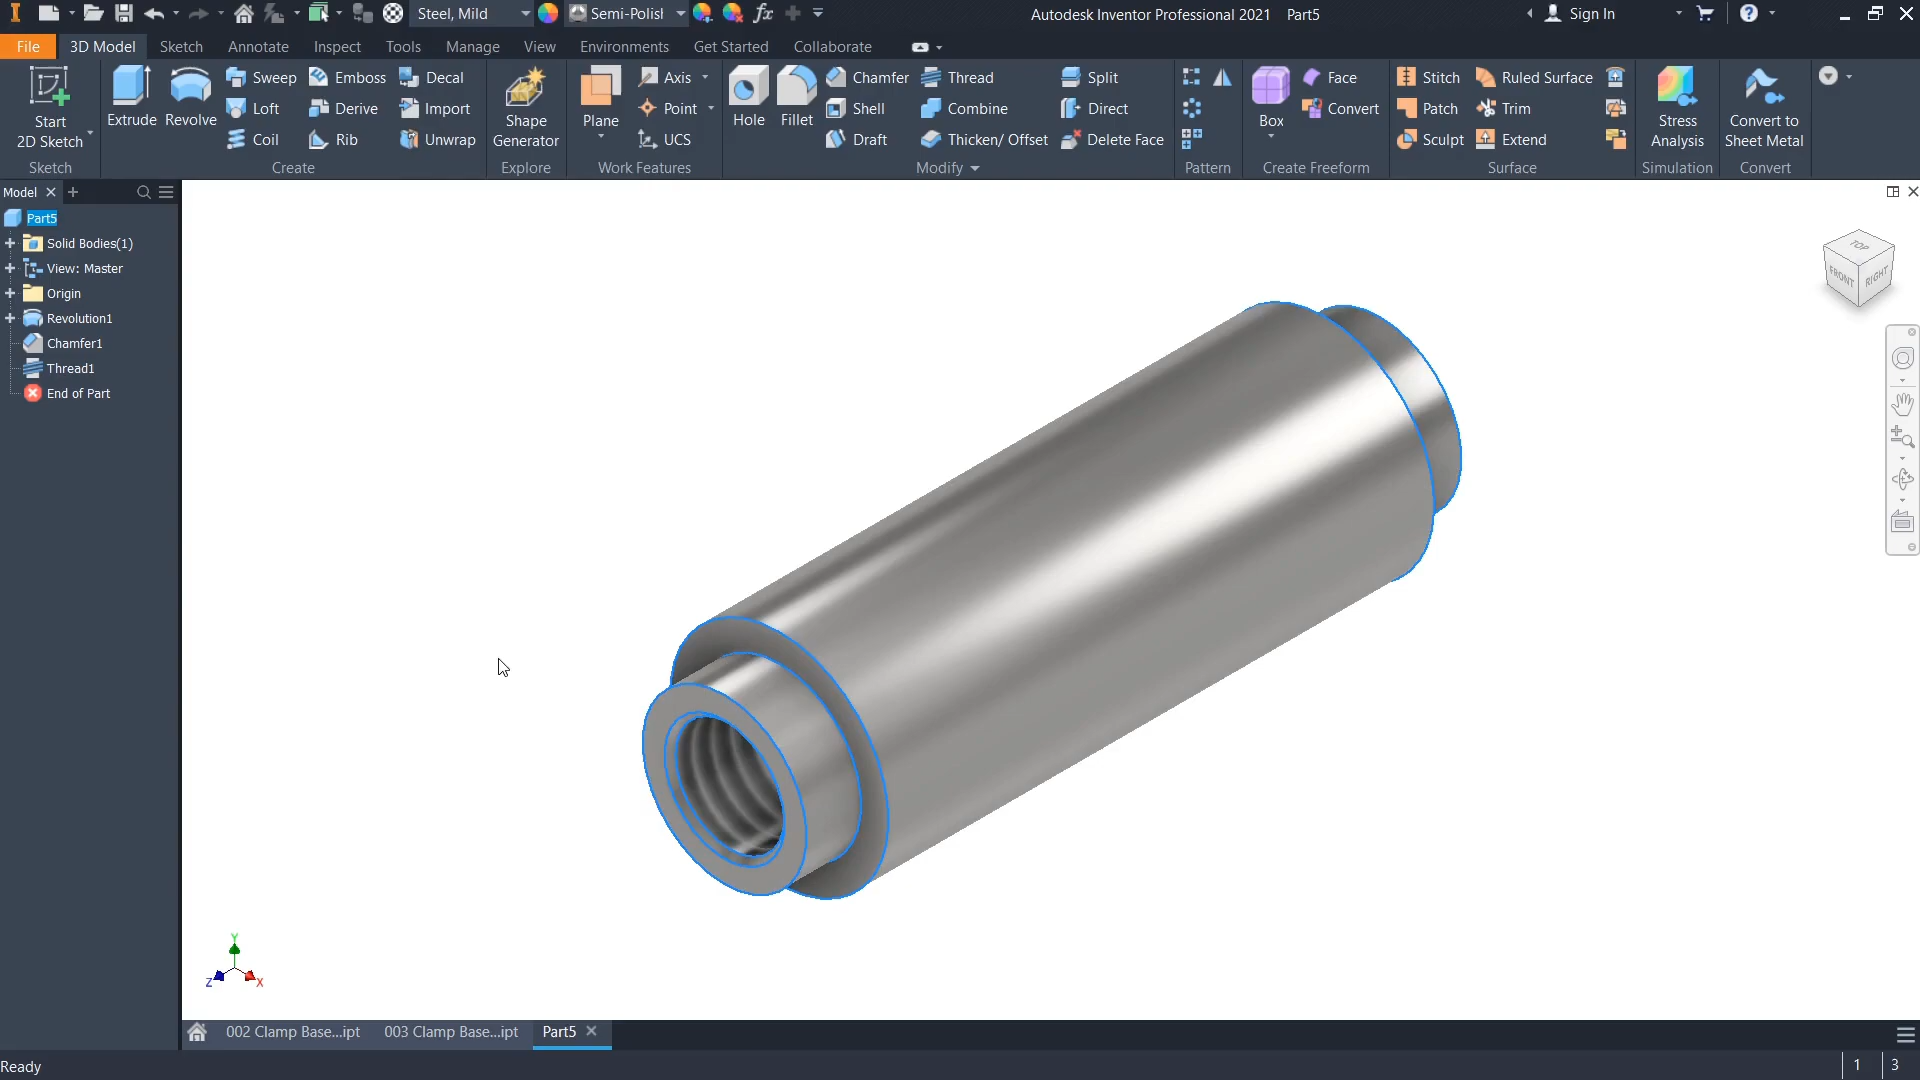 Steel, Mild
Semi-Polish
fx
Autodesk Inventor Professional 2021 Part5
Sign In
File 3D Model Sketch Annotate Inspect Tools Manage View Environments Get Started Collaborate
Start
2D Sketch
Sketch
Extrude
Revolve
Sweep
Loft
Coil
Emboss
Derive
Rib
Decal
Import
Unwrap
Create
Shape
Generator
Explore
Plane
Axis
Point
UCS
Work Features
Hole
Fillet
Chamfer
Shell
Draft
Thread
Combine
Thicken/ Offset
Split
Direct
Delete Face
Modify
Pattern
Box
Face
Convert
Create Freeform
Stitch
Patch
Sculpt
Ruled Surface
Trim
Extend
Surface
Stress
Analysis
Simulation
Convert to
Sheet Metal
Convert
Model
Part5
Solid Bodies(1)
View: Master
Origin
Revolution1
Chamfer1
Thread1
End of Part
TOP
FRONT
RIGHT
Y
Z
X
002 Clamp Base...ipt
003 Clamp Base...ipt
Part5
Ready
1
3